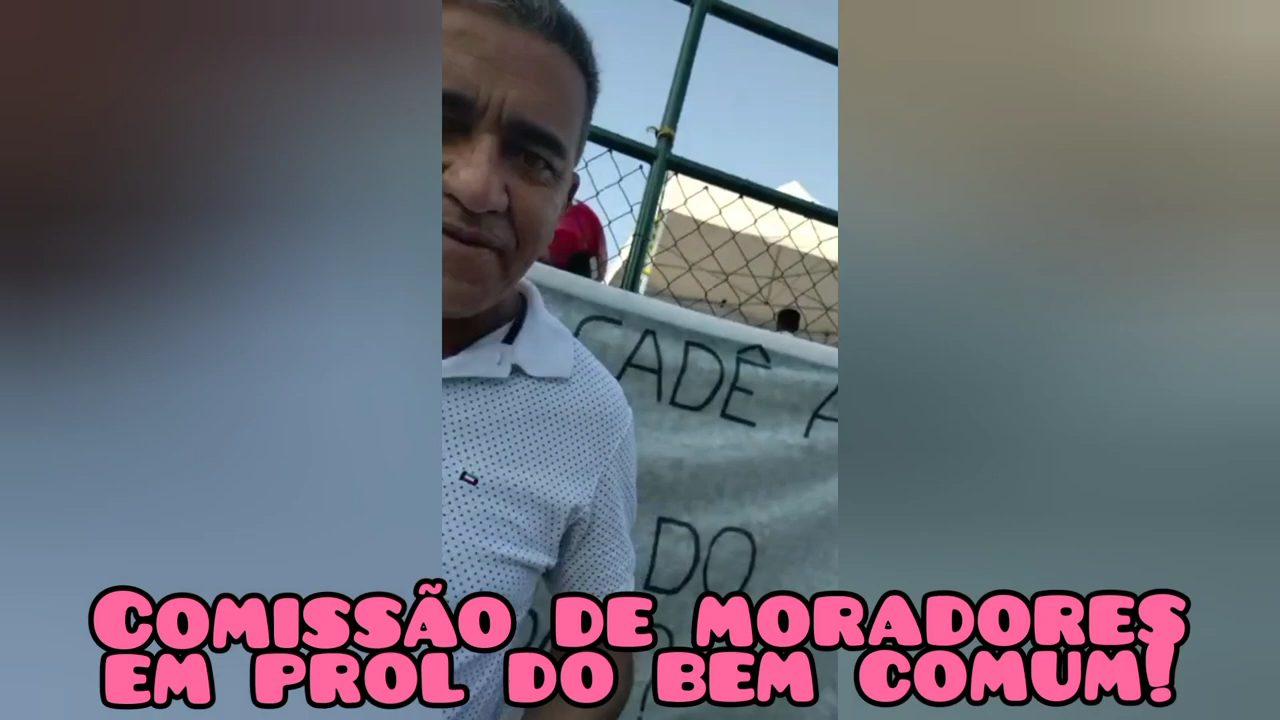 CADÊ A
DO
COMISSÃO DE MORADORES
EM PROL DO BEM COMUM!